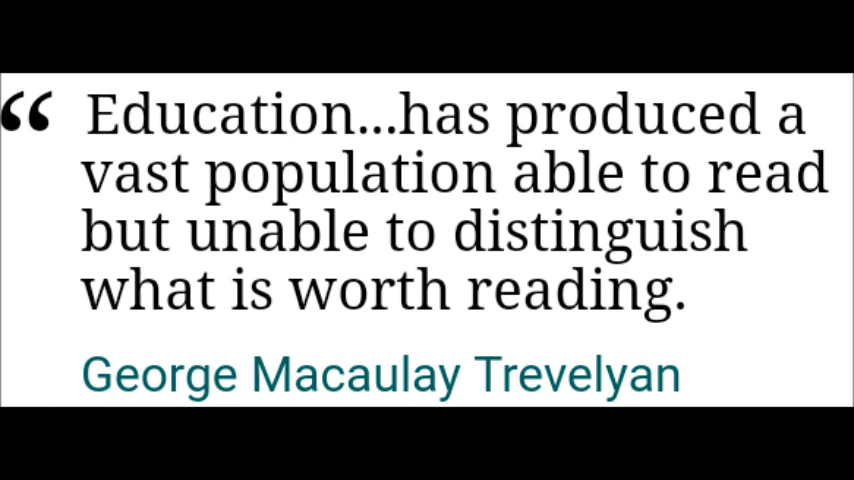 “ Education...has produced a
vast population able to read
but unable to distinguish
what is worth reading.
George Macaulay Trevelyan